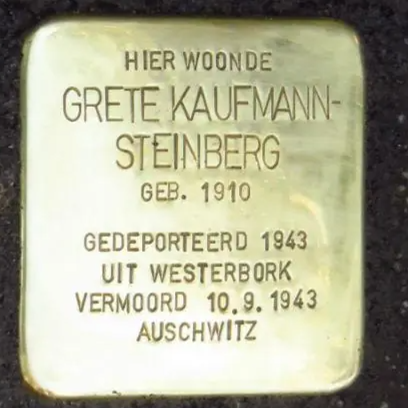 HIER WOONDE
GRETE KAUFMANN-
STEINBERG
GEB. 1910
GEDEPORTEERD 1943
UIT WESTERBORK
VERMOORD 10.9.1943
AUSCHWITZ